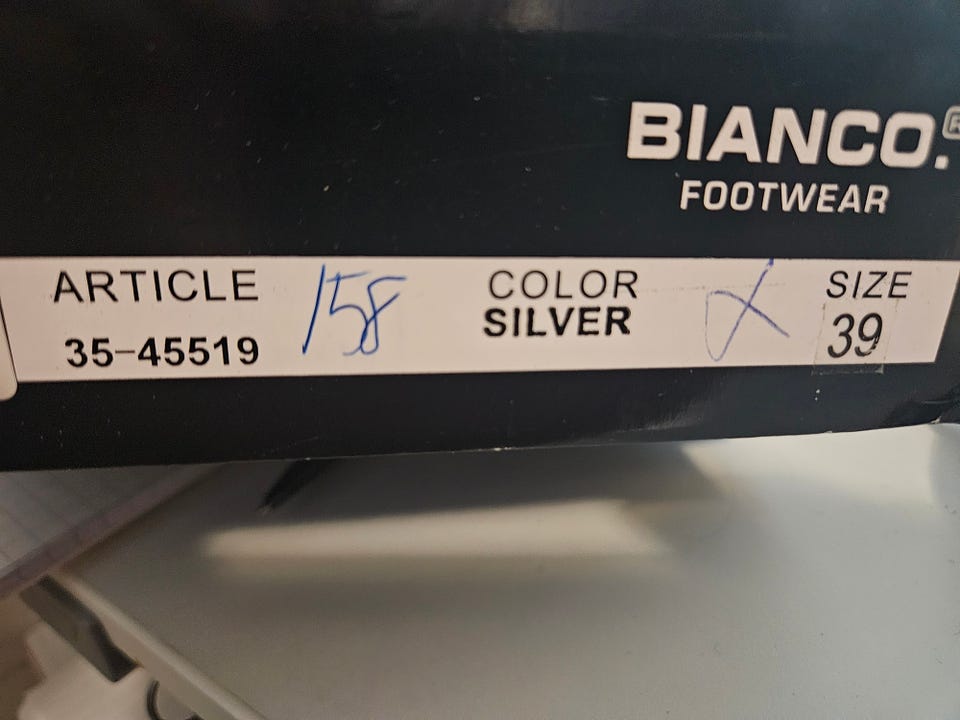 BIANCO.®
FOOTWEAR
ARTICLE 158 COLOR SIZE
35-45519 SILVER 39